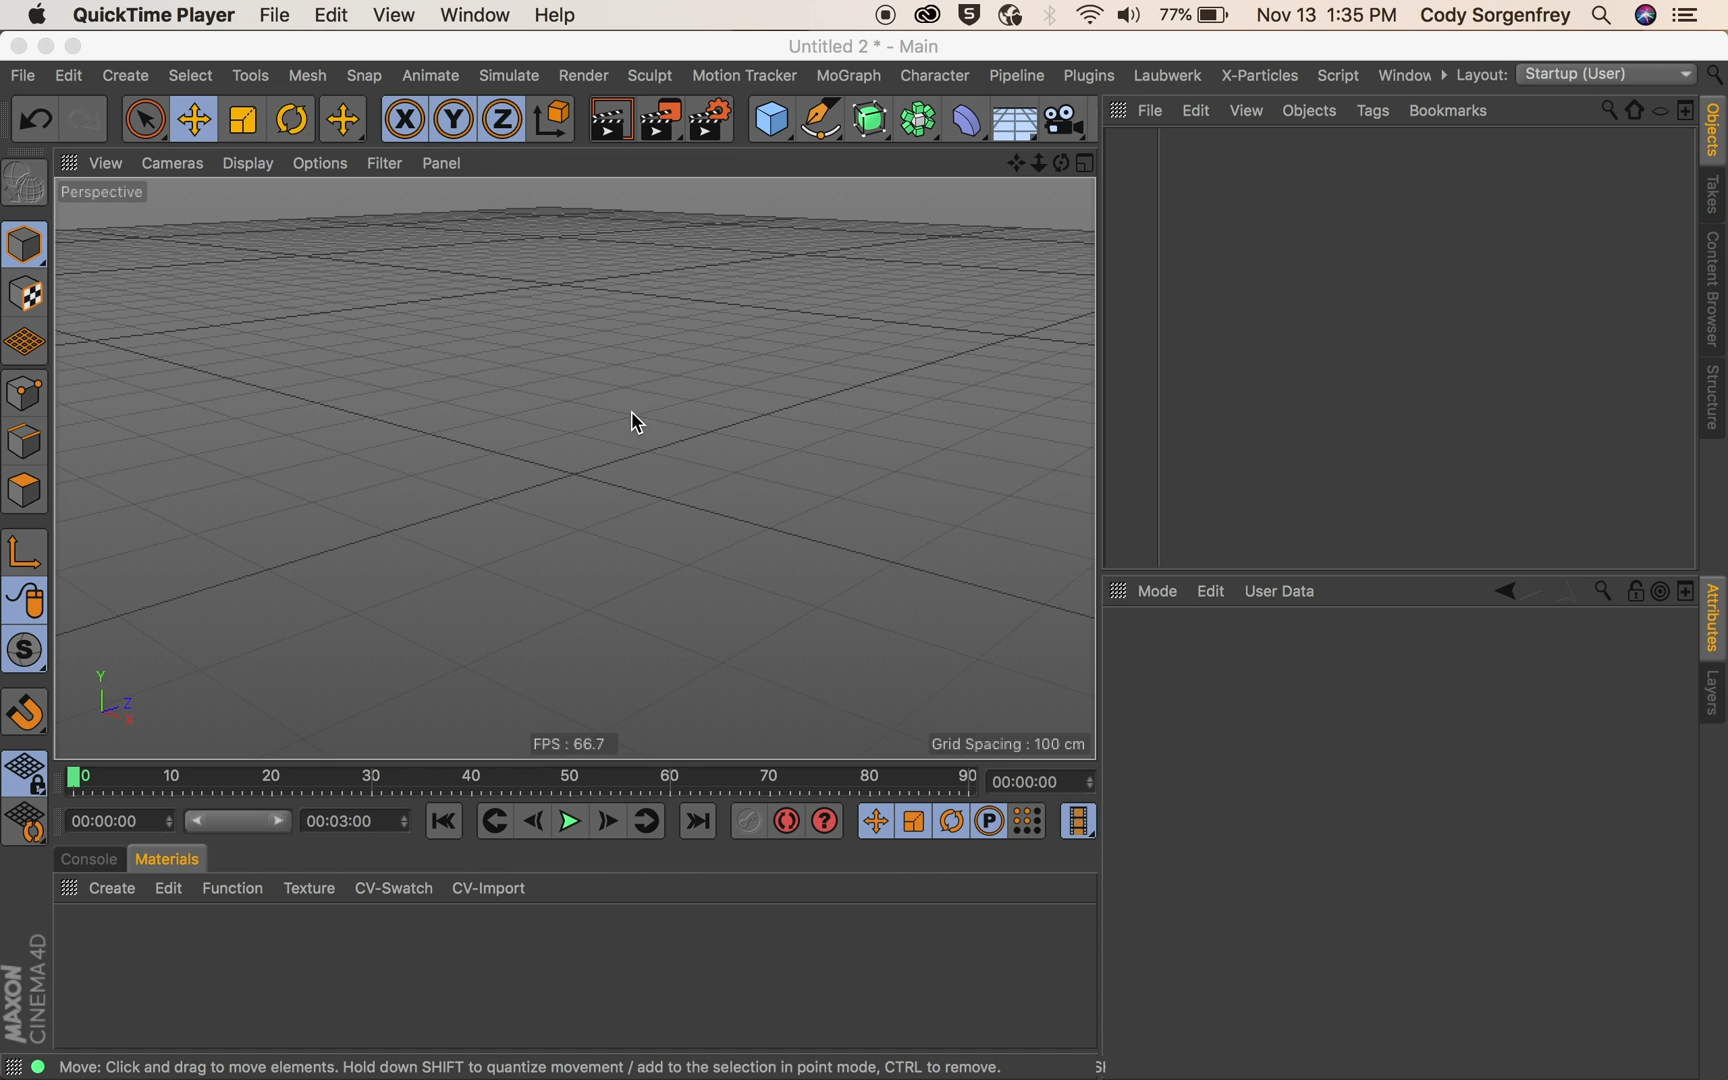 QuickTime Player File Edit View Window Help 77% Nov 13 1:35 PM Cody Sorgenfrey
Untitled 2 * - Main
File Edit Create Select Tools Mesh Snap Animate Simulate Render Sculpt Motion Tracker MoGraph Character Pipeline Plugins Laubwerk X-Particles Script Window Layout: Startup (User)
X Y Z
File Edit View Objects Tags Bookmarks
View Cameras Display Options Filter Panel
Perspective
Objects
Takes
Content Browser
Structure
Mode Edit User Data
Attributes
Layers
S
Y
Z
X
FPS : 66.7
Grid Spacing : 100 cm
0 10 20 30 40 50 60 70 80 90 00:00:00
00:00:00 00:03:00 P
Console Materials
Create Edit Function Texture CV-Swatch CV-Import
MAXON
CINEMA 4D
Move: Click and drag to move elements. Hold down SHIFT to quantize movement / add to the selection in point mode, CTRL to remove.